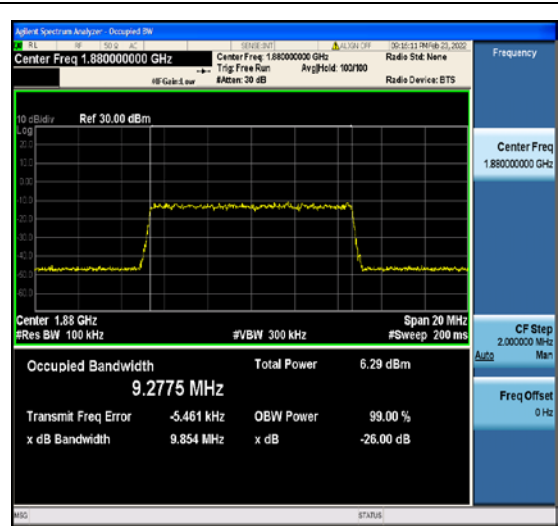 Agilent Spectrum Analyzer - Occupied BW
RL RF 50 Ω AC SENSE:INT ALIGN OFF 09:16:11 PM Feb 23, 2022
Center Freq 1.880000000 GHz Center Freq: 1.880000000 GHz Radio Std: None
Trig: Free Run Avg|Hold: 100/100
#IFGain:Low #Atten: 30 dB Radio Device: BTS
Frequency
10 dB/div Ref 30.00 dBm
Log
20.0
10.0
0.00
-10.0
-20.0
-30.0
-40.0
-50.0
-60.0
Center 1.88 GHz Span 20 MHz
#Res BW 100 kHz #VBW 300 kHz #Sweep 200 ms
Occupied Bandwidth Total Power 6.29 dBm
9.2775 MHz
Transmit Freq Error -5.461 kHz OBW Power 99.00 %
x dB Bandwidth 9.854 MHz x dB -26.00 dB
Center Freq
1.880000000 GHz
CF Step
2.000000 MHz
Auto Man
Freq Offset
0 Hz
MSG STATUS